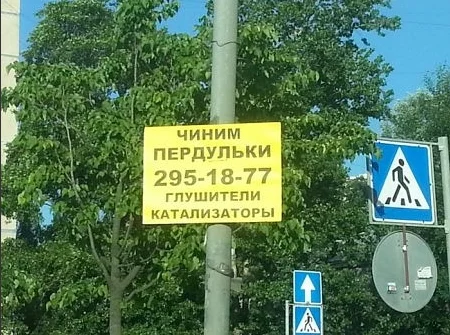 ЧИНИМ
ПЕРДУЛЬКИ
295-18-77
ГЛУШИТЕЛИ
КАТАЛИЗАТОРЫ